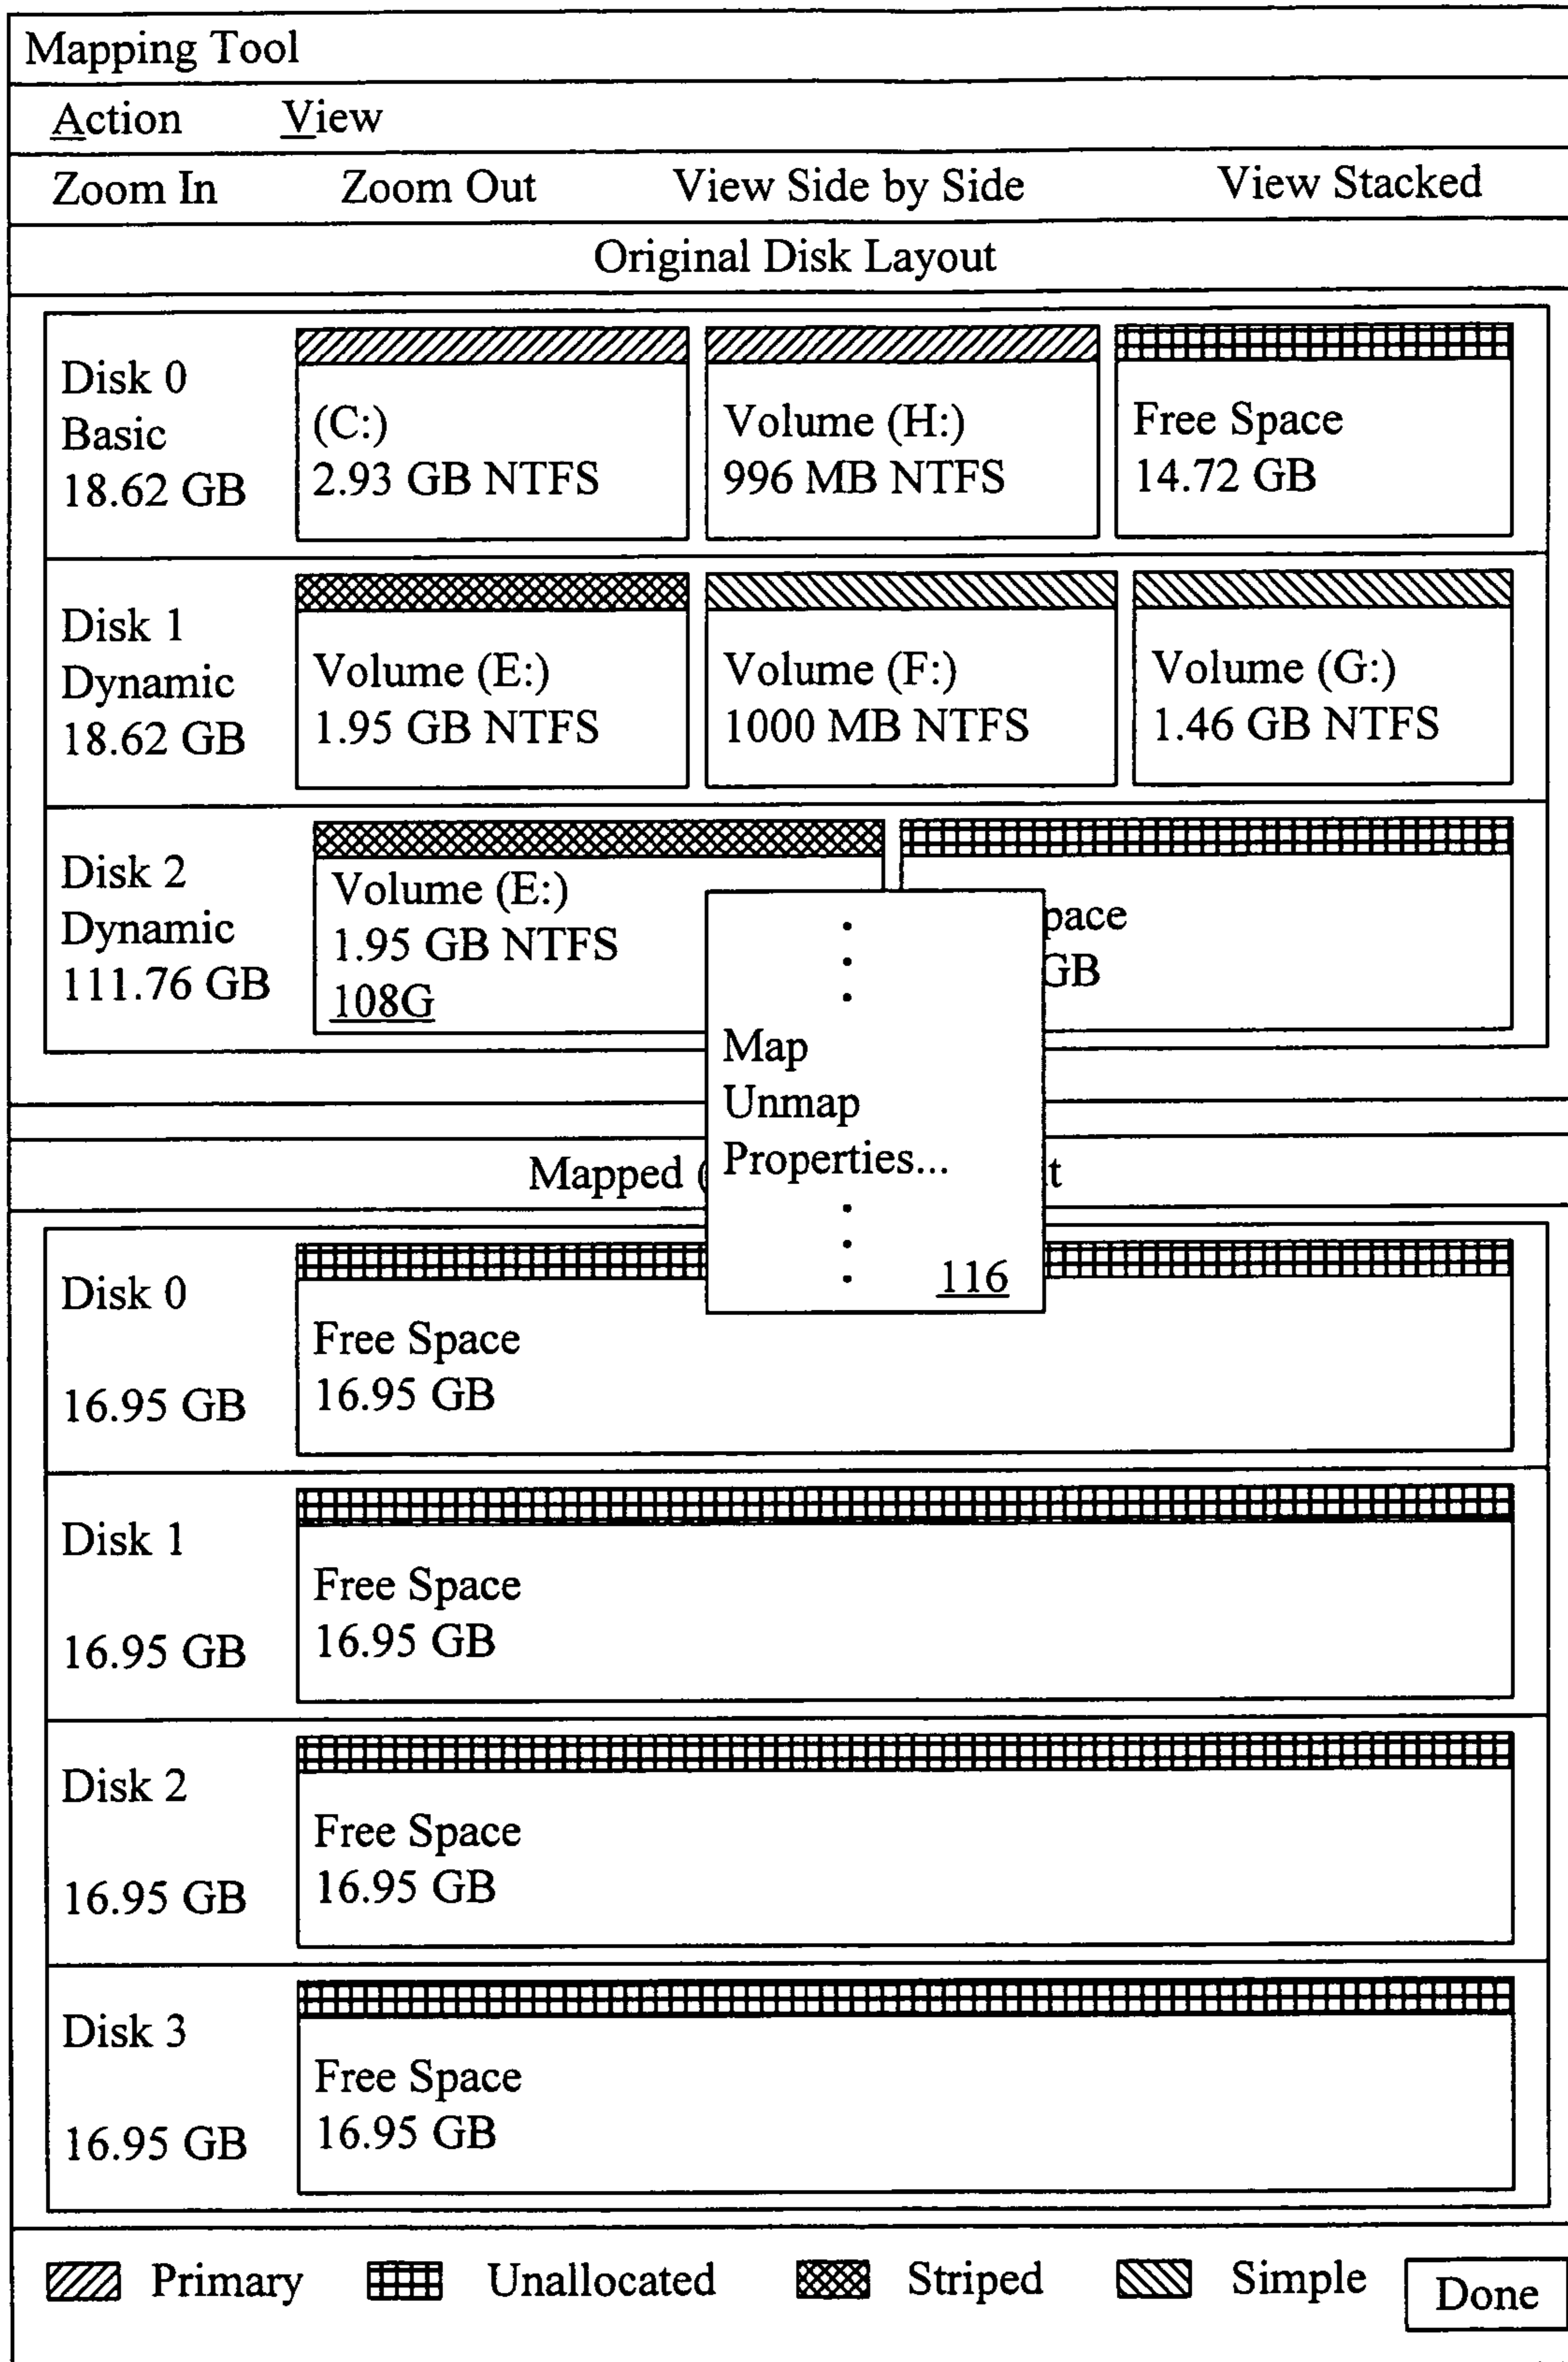 Mapping Tool
Action View
Zoom In Zoom Out View Side by Side View Stacked
Original Disk Layout
Disk 0
Basic
18.62 GB
(C:)
2.93 GB NTFS
Volume (H:)
996 MB NTFS
Free Space
14.72 GB
Disk 1
Dynamic
18.62 GB
Volume (E:)
1.95 GB NTFS
Volume (F:)
1000 MB NTFS
Volume (G:)
1.46 GB NTFS
Disk 2
Dynamic
111.76 GB
Volume (E:)
1.95 GB NTFS
108G
pace
GB
Map
Unmap
Properties...
116
Mapped ( t
Disk 0
16.95 GB
Free Space
16.95 GB
Disk 1
16.95 GB
Free Space
16.95 GB
Disk 2
16.95 GB
Free Space
16.95 GB
Disk 3
16.95 GB
Free Space
16.95 GB
Primary Unallocated Striped Simple Done